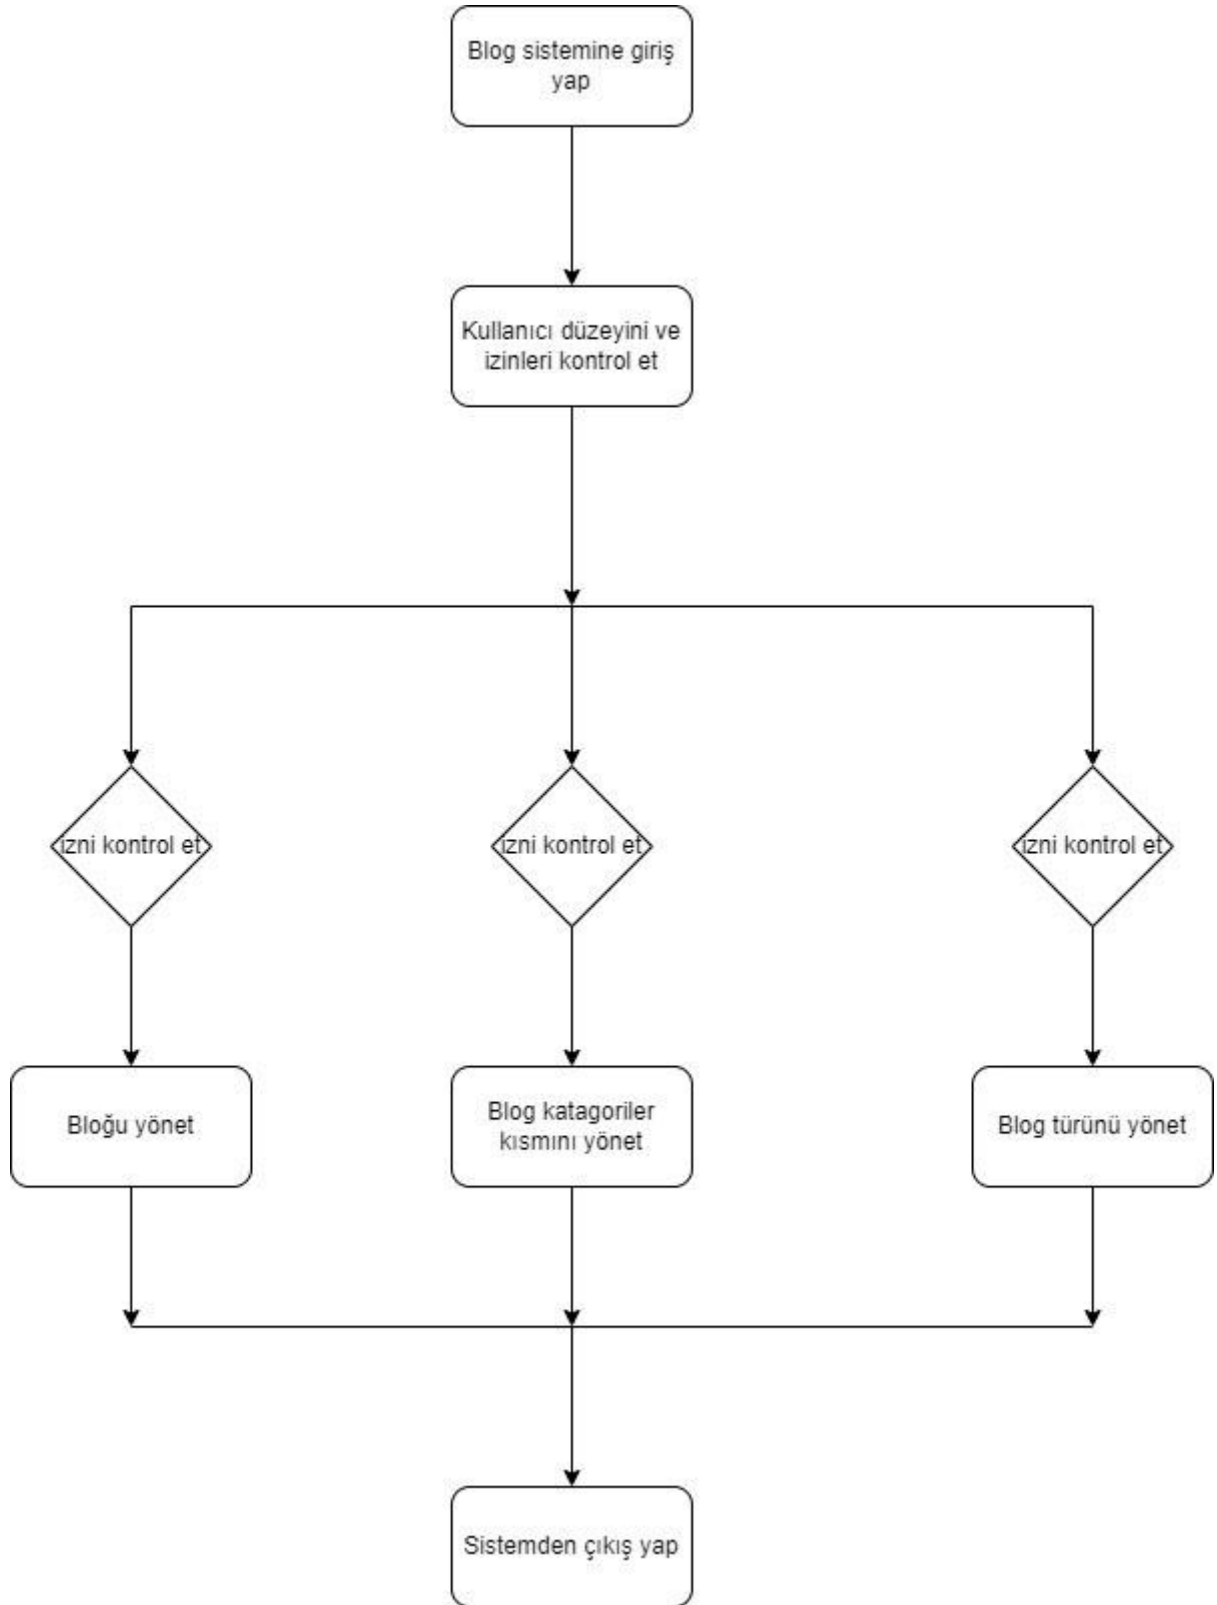 Blog sistemine giriş
yap
Kullanıcı düzeyini ve
izinleri kontrol et
izni kontrol et
izni kontrol et
izni kontrol et
Bloğu yönet
Blog katagoriler
kısmını yönet
Blog türünü yönet
Sistemden çıkış yap